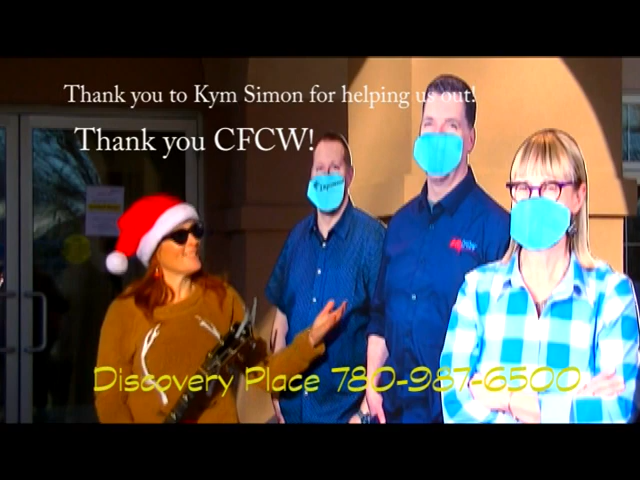 Thank you to Kym Simon for helping us out!
Thank you CFCW!
Discovery Place 780-987-6500